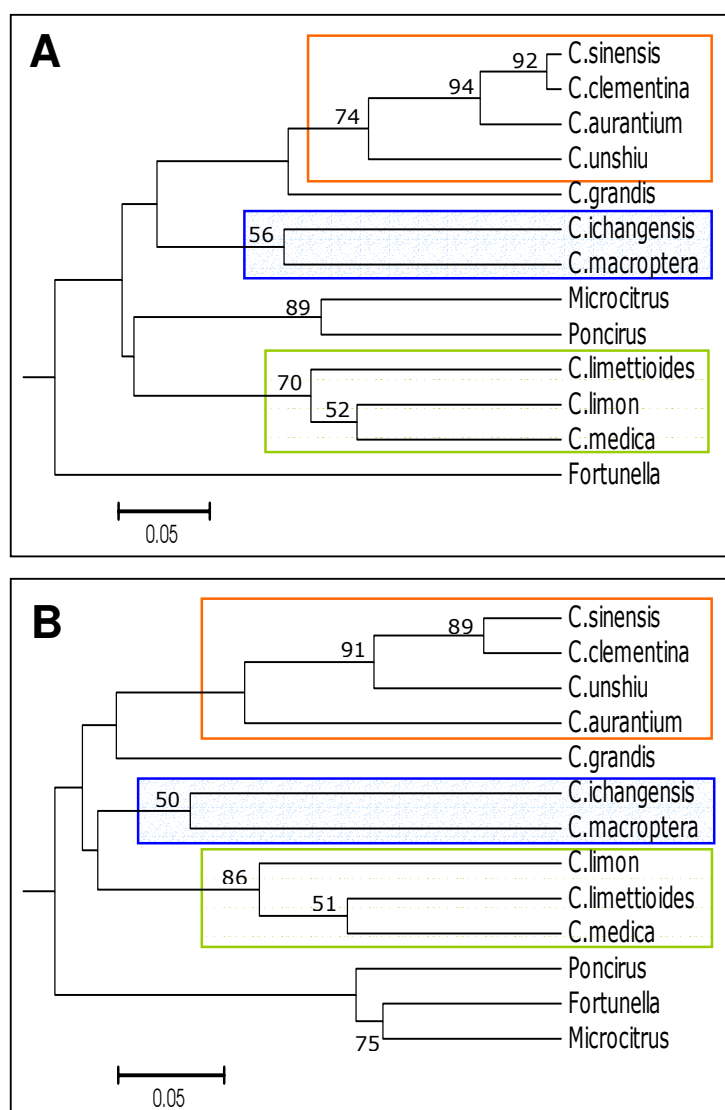 A
92
C.sinensis
94
C.clementina
74
C.aurantium
C.unshiu
C.grandis
56
C.ichangensis
C.macroptera
89
Microcitrus
Poncirus
70
C.limettioides
52
C.limon
C.medica
Fortunella
0.05
B
89
C.sinensis
91
C.clementina
C.unshiu
C.aurantium
C.grandis
50
C.ichangensis
C.macroptera
86
C.limon
51
C.limettioides
C.medica
Poncirus
Fortunella
75
Microcitrus
0.05